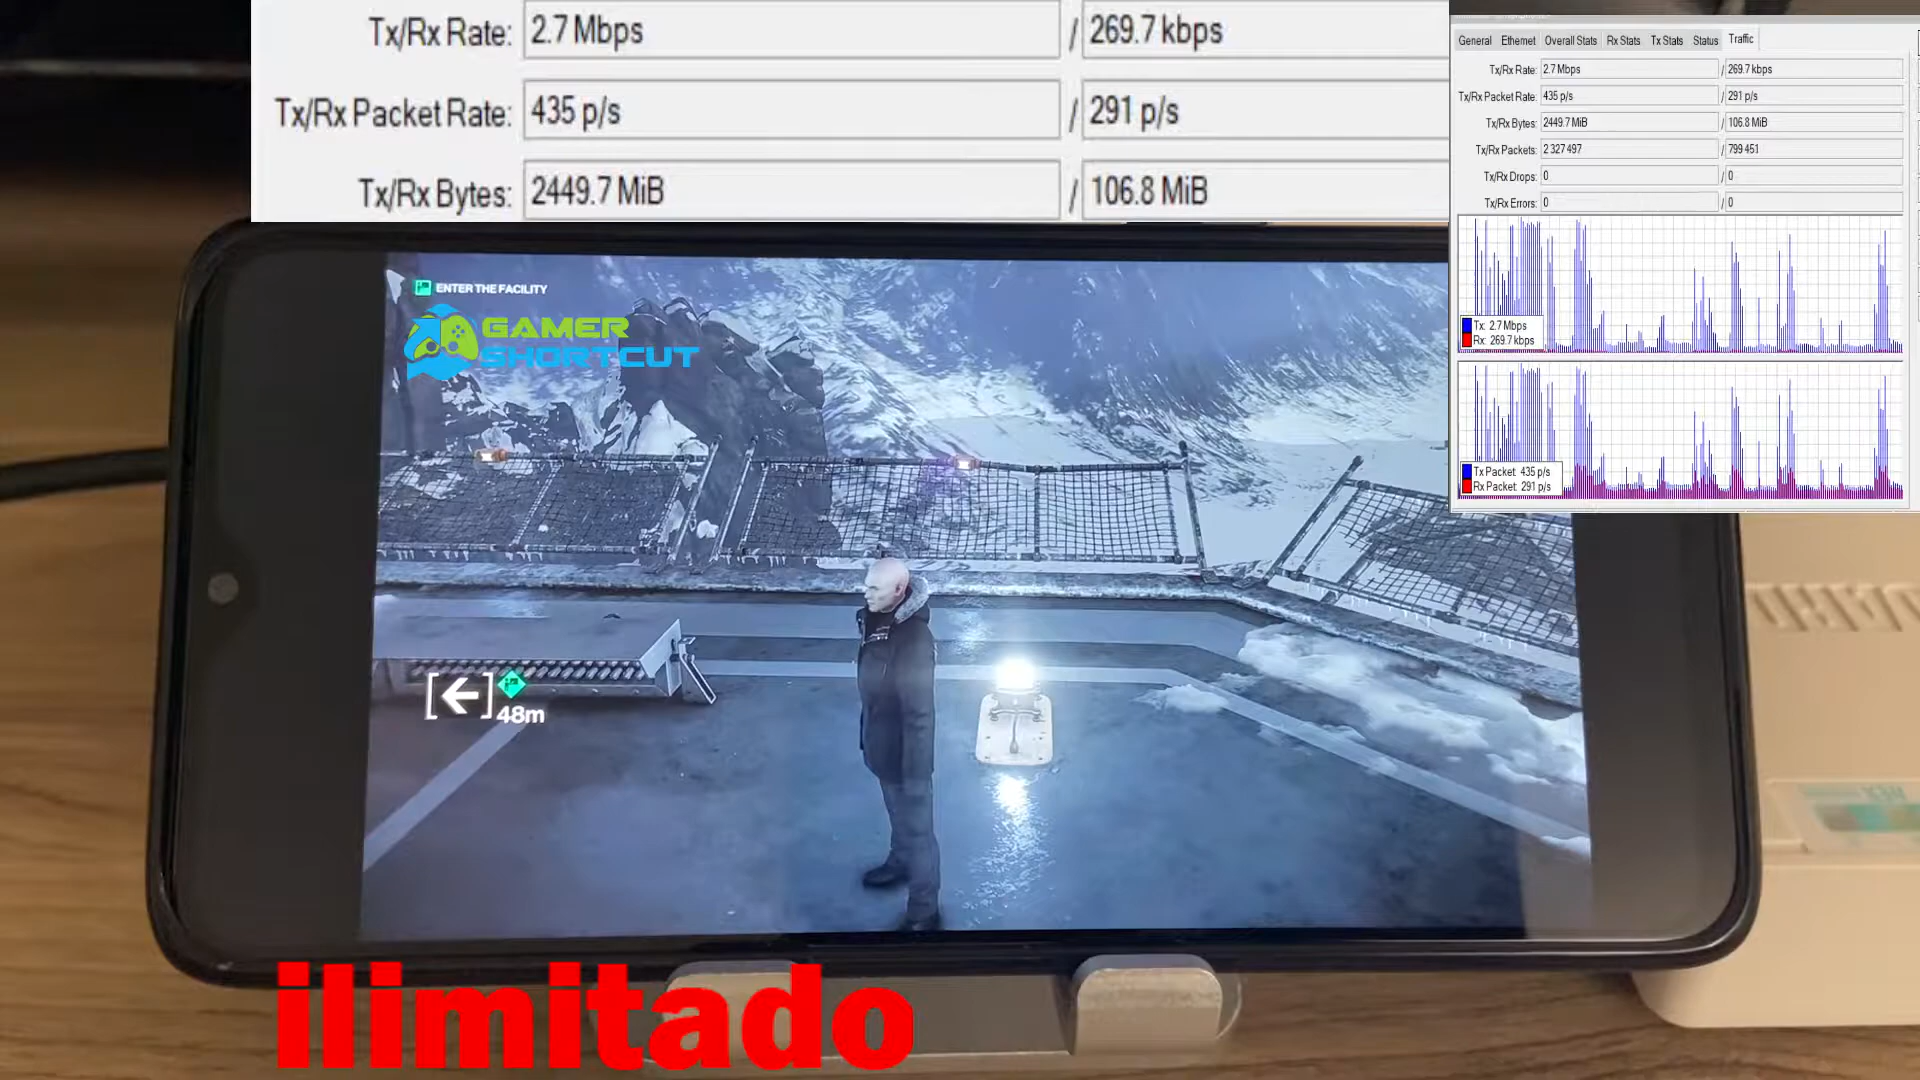 Tx/Rx Rate: 2.7 Mbps / 269.7 kbps
Tx/Rx Packet Rate: 435 p/s / 291 p/s
Tx/Rx Bytes: 2449.7 MiB / 106.8 MiB
General Ethernet Overall Stats Rx Stats Tx Stats Status Traffic
Tx/Rx Rate: 2.7 Mbps / 269.7 kbps
Tx/Rx Packet Rate: 435 p/s / 291 p/s
Tx/Rx Bytes: 2449.7 MiB / 106.8 MiB
Tx/Rx Packets: 2 327 497 / 799 451
Tx/Rx Drops: 0 / 0
Tx/Rx Errors: 0 / 0
Tx: 2.7 Mbps
Rx: 269.7 kbps
Tx Packet: 435 p/s
Rx Packet: 291 p/s
ENTER THE FACILITY
GAMER
SHORTCUT
48m
ilimitado